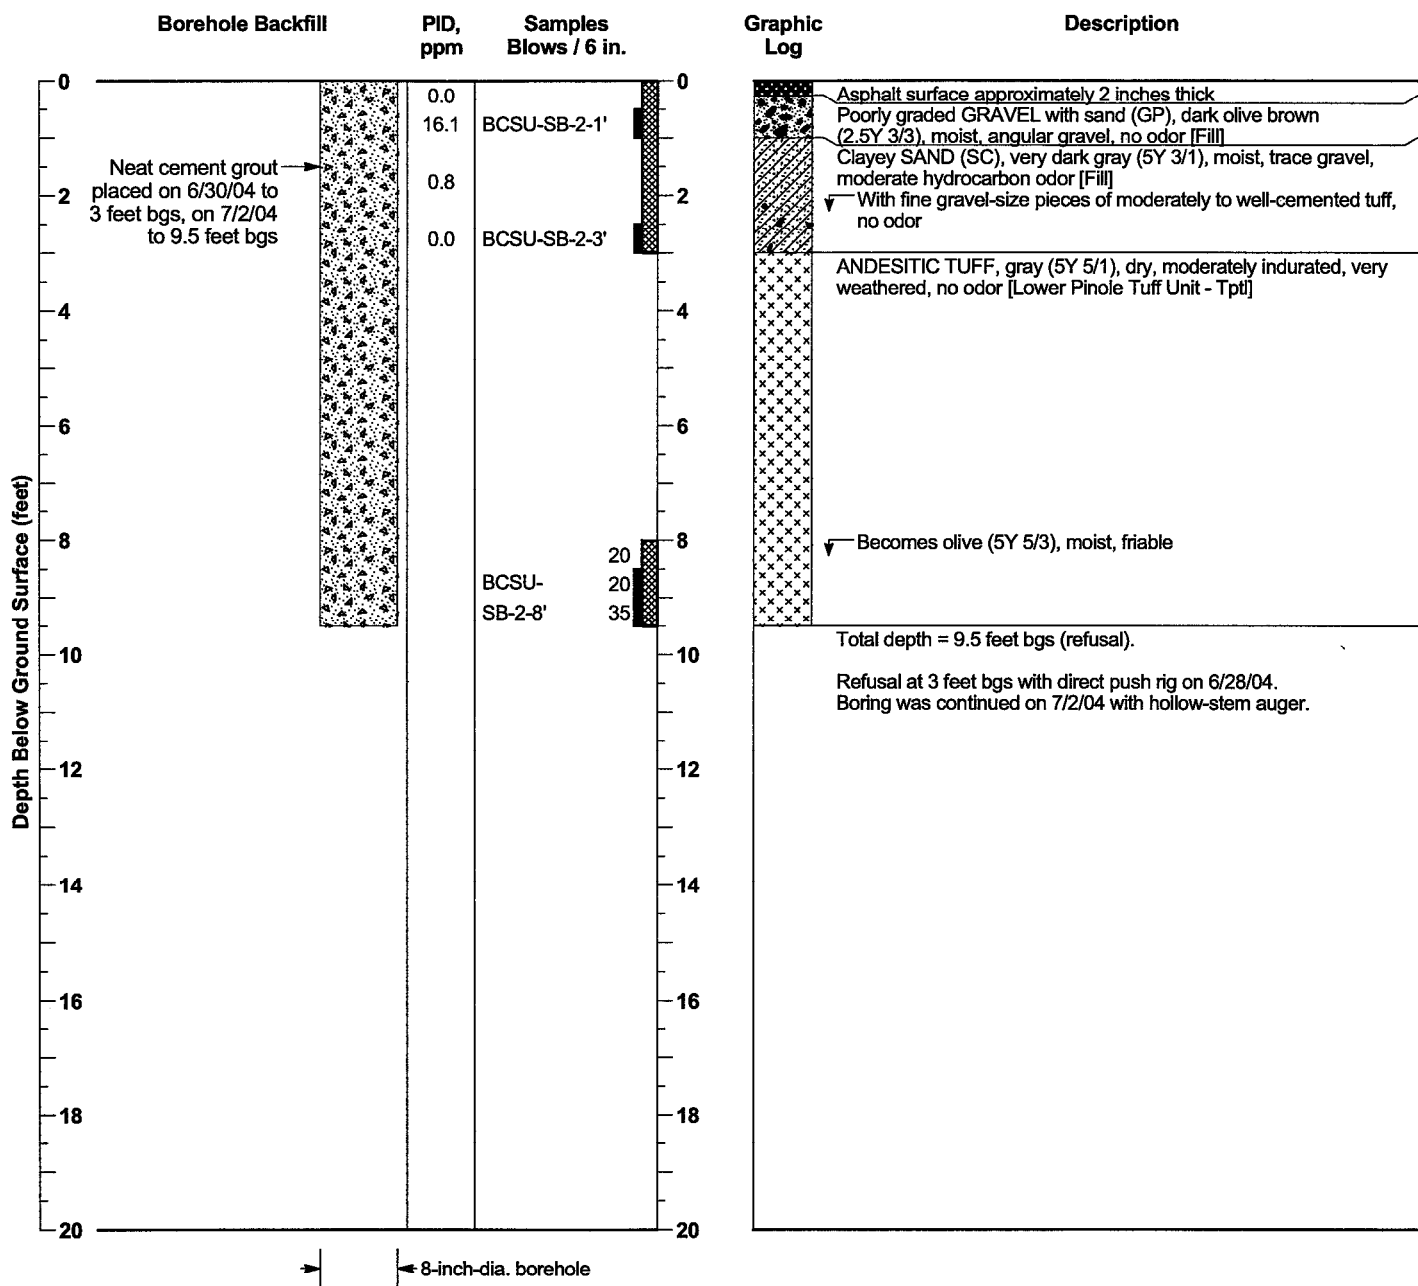 Borehole Backfill
PID,
ppm
Samples
Blows / 6 in.
Graphic
Log
Description
0
0
0.0
Asphalt surface approximately 2 inches thick
16.1
BCSU-SB-2-1'
Poorly graded GRAVEL with sand (GP), dark olive brown
(2.5Y 3/3), moist, angular gravel, no odor [Fill]
Neat cement grout
placed on 6/30/04 to
3 feet bgs, on 7/2/04
to 9.5 feet bgs
Clayey SAND (SC), very dark gray (5Y 3/1), moist, trace gravel,
moderate hydrocarbon odor [Fill]
0.8
2
2
With fine gravel-size pieces of moderately to well-cemented tuff,
no odor
0.0
BCSU-SB-2-3'
ANDESITIC TUFF, gray (5Y 5/1), dry, moderately indurated, very
weathered, no odor [Lower Pinole Tuff Unit - Tptl]
4
4
6
6
Depth Below Ground Surface (feet)
8
8
Becomes olive (5Y 5/3), moist, friable
20
BCSU-
20
SB-2-8'
35
Total depth = 9.5 feet bgs (refusal).
10
10
Refusal at 3 feet bgs with direct push rig on 6/28/04.
Boring was continued on 7/2/04 with hollow-stem auger.
12
12
14
14
16
16
18
18
20
20
8-inch-dia. borehole